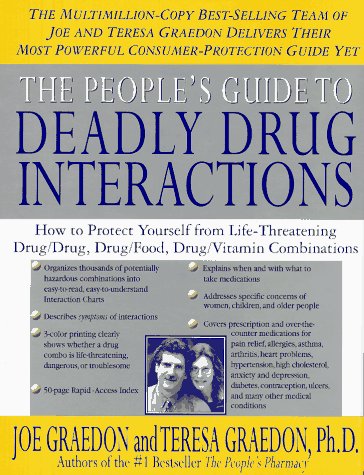 THE MULTIMILLION-COPY BEST-SELLING TEAM OF
JOE AND TERESA GRAEDON DELIVERS THEIR
MOST POWERFUL CONSUMER-PROTECTION GUIDE YET
THE PEOPLE'S GUIDE TO
DEADLY DRUG
INTERACTIONS
How to Protect Yourself from Life-Threatening
Drug/Drug, Drug/Food, Drug/Vitamin Combinations
Organizes thousands of potentially
hazardous combinations into
easy-to-read, easy-to-understand
Interaction Charts
Describes symptoms of interactions
3-color printing clearly
shows whether a drug
combo is life-threatening,
dangerous, or troublesome
50-page Rapid-Access Index
Explains when and with what to
take medications
Addresses specific concerns of
women, children, and older people
Covers prescription and over-the-
counter medications for
pain relief, allergies, asthma,
arthritis, heart problems,
hypertension, high cholesterol,
anxiety and depression,
diabetes, contraception, ulcers,
and many other medical
conditions
JOE GRAEDON and TERESA GRAEDON, Ph.D.
Authors of the #1 Bestseller The People's Pharmacy